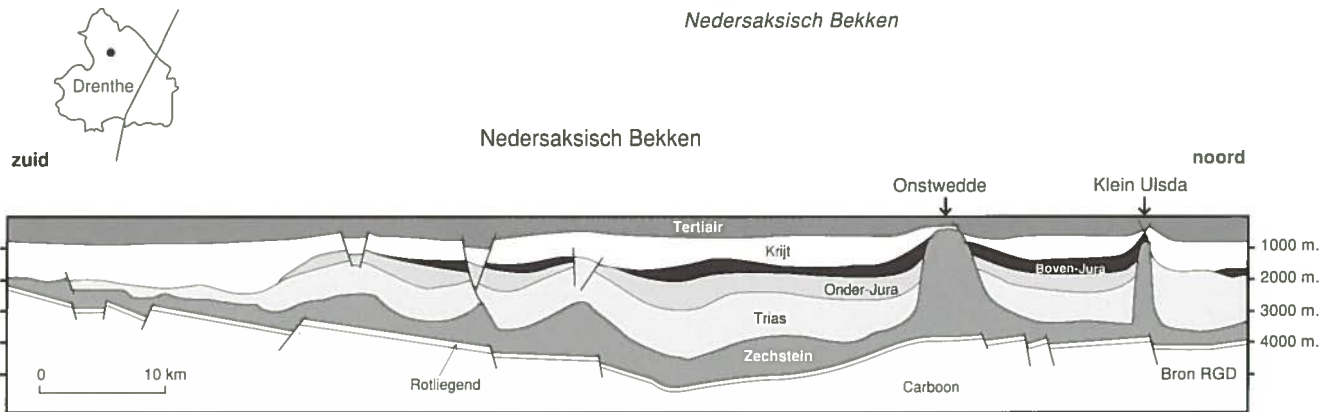 Nedersaksisch Bekken
Drenthe
Nedersaksisch Bekken
zuid
noord
Onstwedde
Klein Ulsda
Tertiair
Krijt
1000 m.
Boven-Jura
2000 m.
Onder-Jura
3000 m.
Trias
4000 m.
Zechstein
0 10 km
Rotliegend
Carboon
Bron RGD